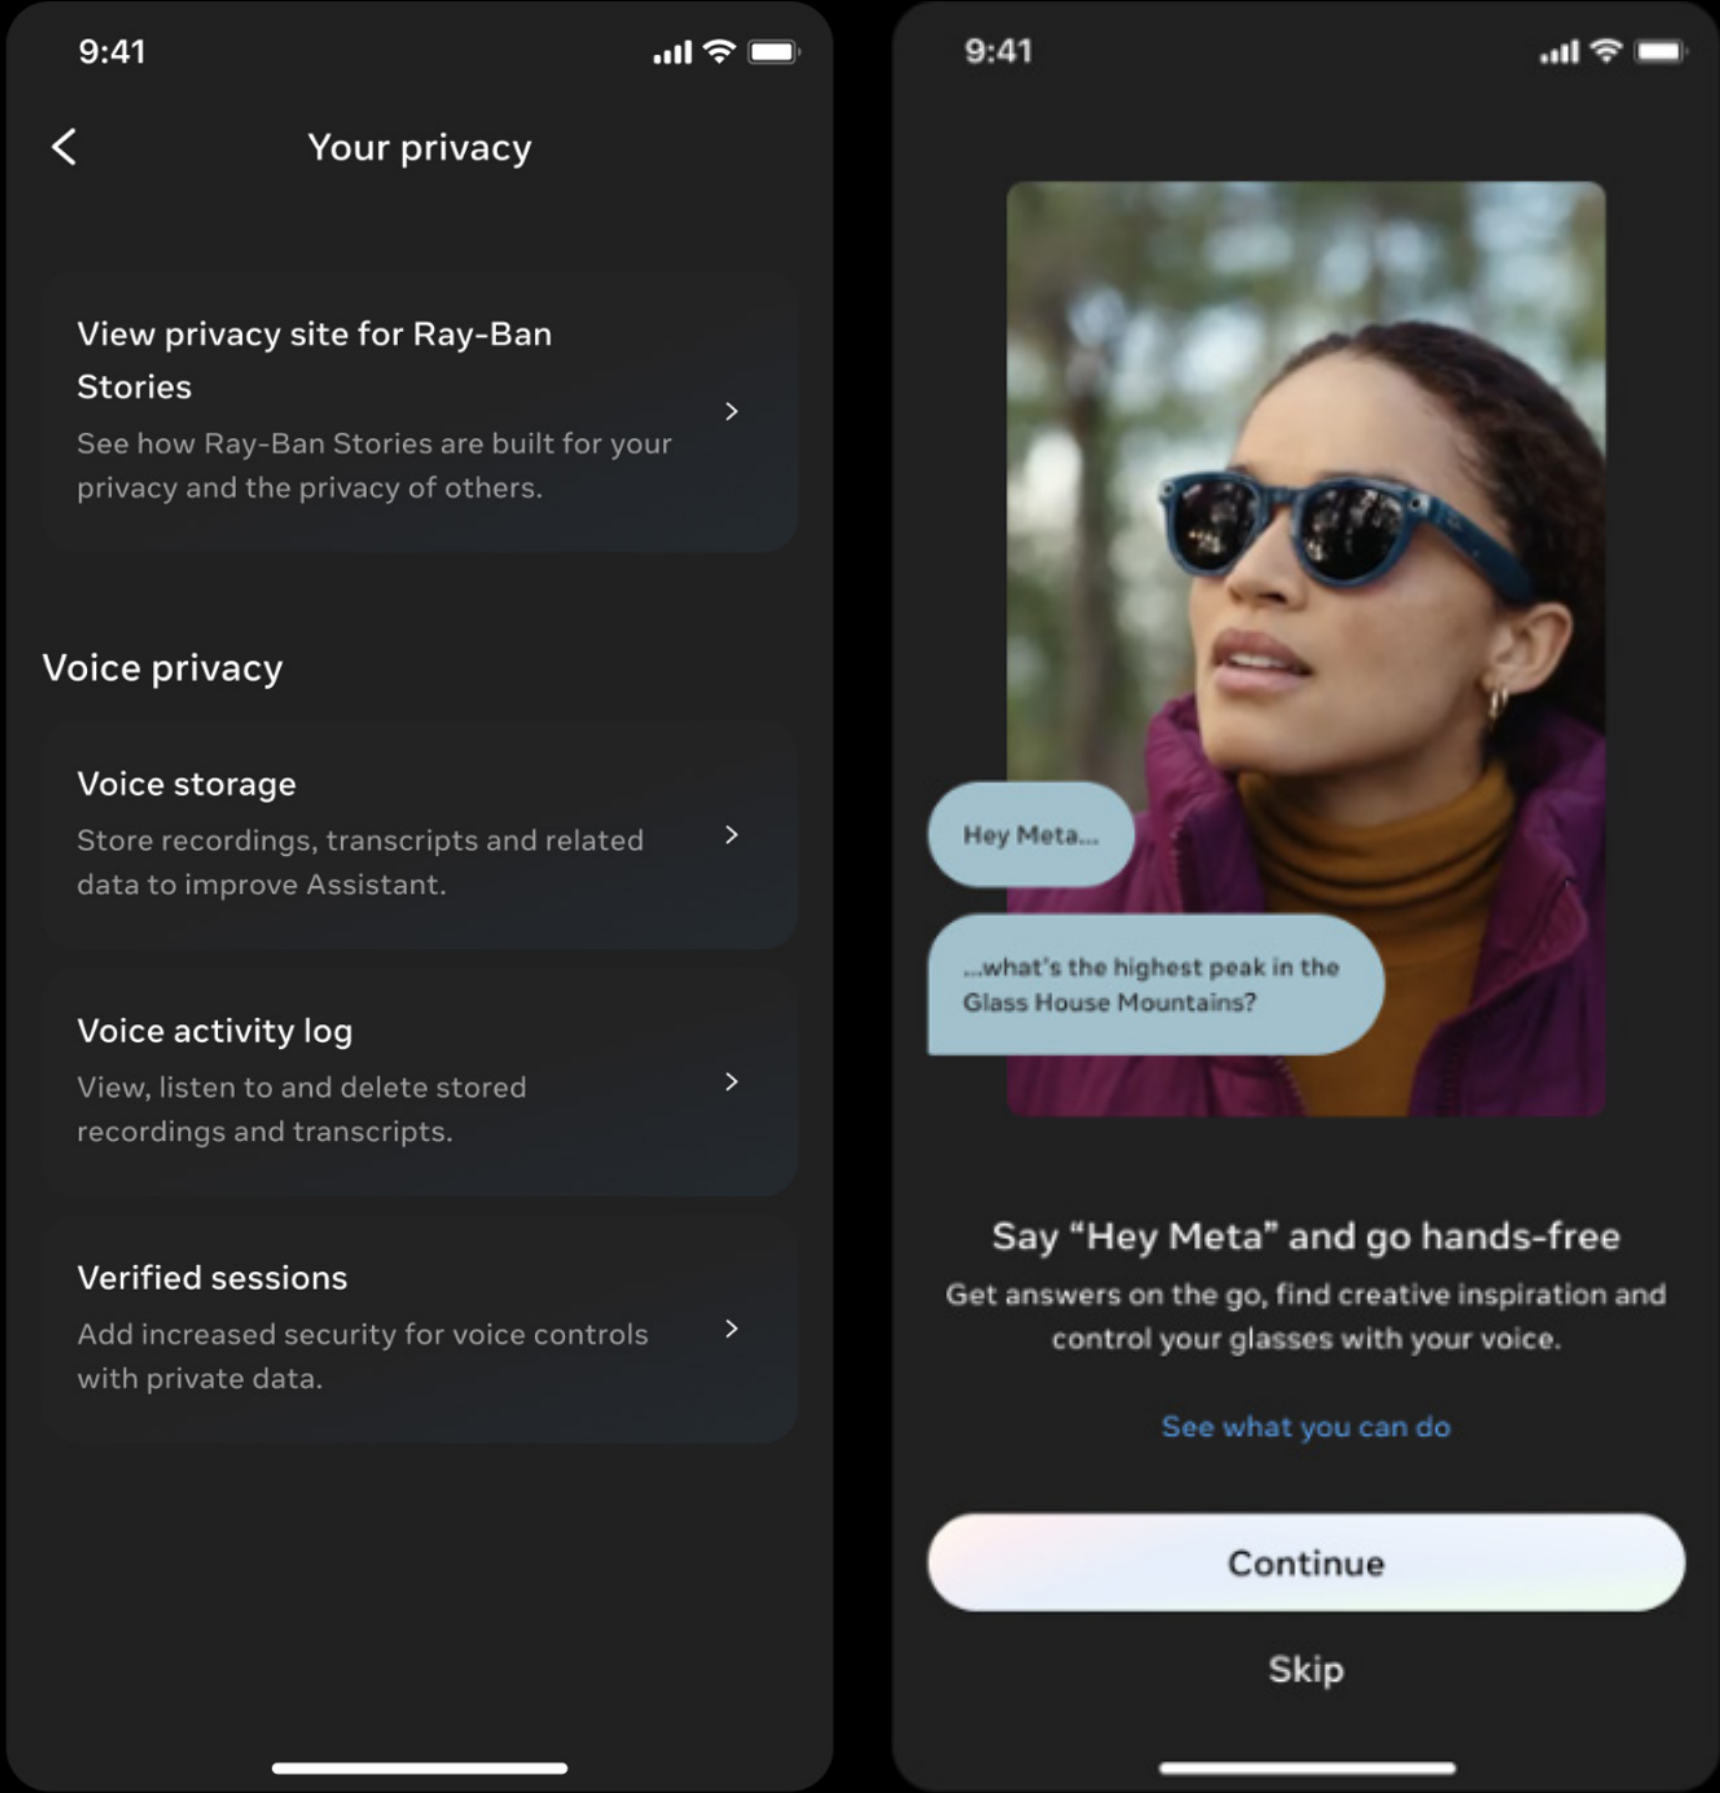 9:41
Your privacy
View privacy site for Ray-Ban
Stories
See how Ray-Ban Stories are built for your
privacy and the privacy of others.
Voice privacy
Voice storage
Store recordings, transcripts and related
data to improve Assistant.
Voice activity log
View, listen to and delete stored
recordings and transcripts.
Verified sessions
Add increased security for voice controls
with private data.
9:41
Hey Meta...
...what's the highest peak in the
Glass House Mountains?
Say “Hey Meta” and go hands-free
Get answers on the go, find creative inspiration and
control your glasses with your voice.
See what you can do
Continue
Skip